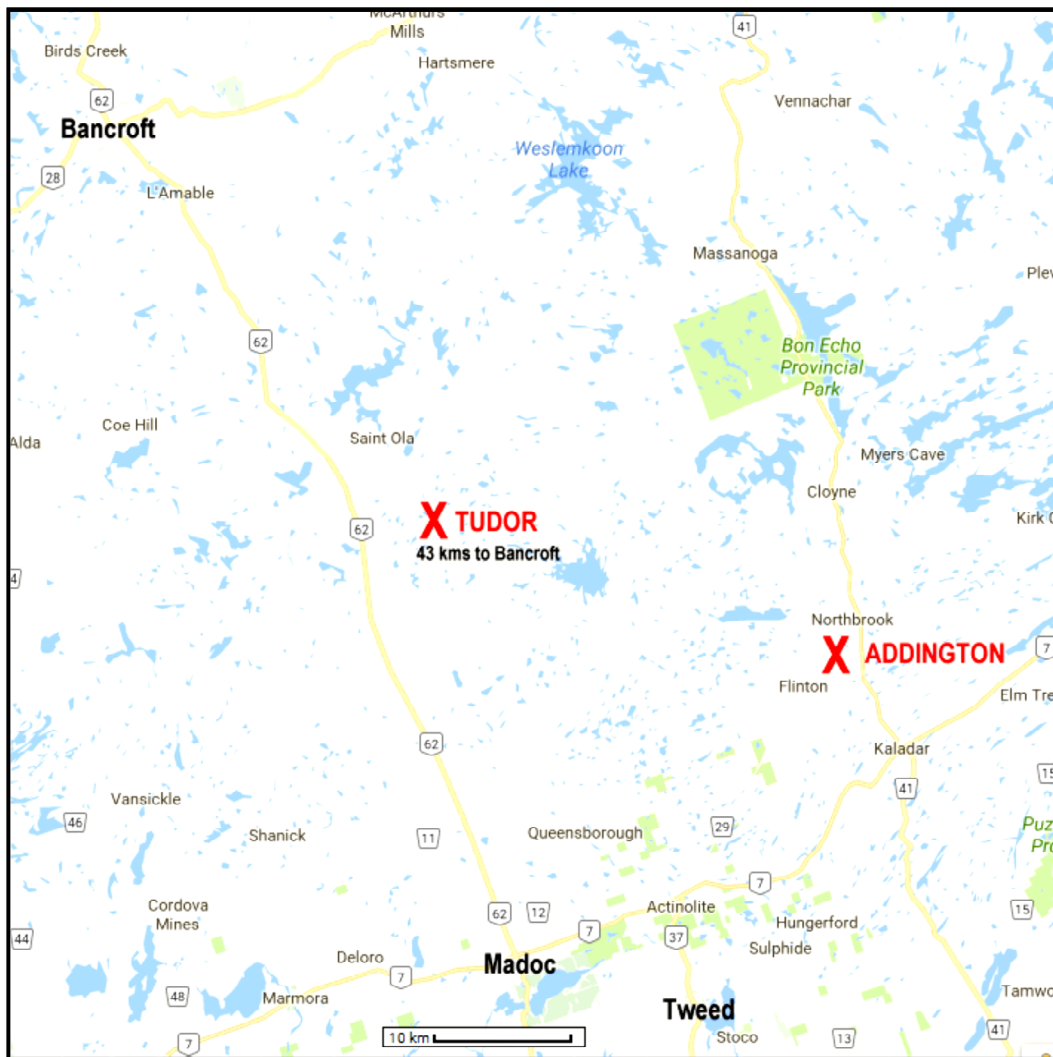 McArthurs
Mills
41
Birds Creek
Hartsmere
62
Vennachar
Bancroft
Weslemkoon
Lake
28
L'Amable
Massanoga
Plev
62
Bon Echo
Provincial
Park
Coe Hill
Saint Ola
Alda
Myers Cave
Cloyne
X TUDOR
62
Kirk
43 kms to Bancroft
4
Northbrook
X ADDINGTON
7
Flinton
Elm Tre
62
Kaladar
15
41
Vansickle
46
Shanick
11
Queensborough
29
Puz
Pro
7
Cordova
Mines
62
12
Actinolite
15
44
7
37
Hungerford
Sulphide
Deloro
Madoc
7
48
Marmora
Tamwo
Tweed
7
10 km
Stoco
13
41